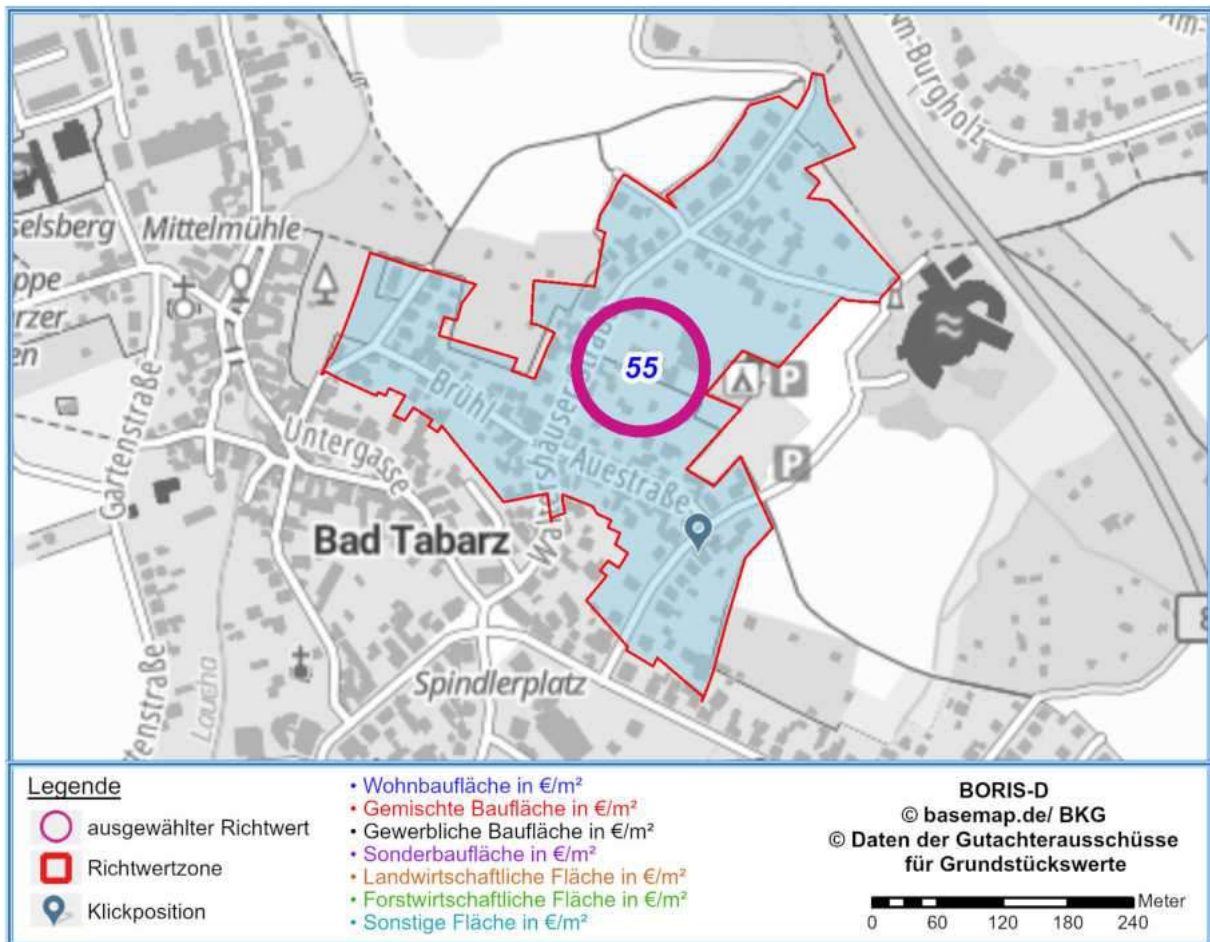 Am-Burgholz
Am-
selsberg
Mittelmühle
ppe
rzer
en
Gartenstraße
Untergasse
Brühl
55
P
P
Auestraße
Bad Tabarz
Spindlerplatz
Laucha
rtenstraße
8
Legende
ausgewählter Richtwert
Richtwertzone
Klickposition
• Wohnbaufläche in €/m²
• Gemischte Baufläche in €/m²
• Gewerbliche Baufläche in €/m²
• Sonderbaufläche in €/m²
• Landwirtschaftliche Fläche in €/m²
• Forstwirtschaftliche Fläche in €/m²
• Sonstige Fläche in €/m²
BORIS-D
© basemap.de/ BKG
© Daten der Gutachterausschüsse
für Grundstückswerte
Meter
0 60 120 180 240